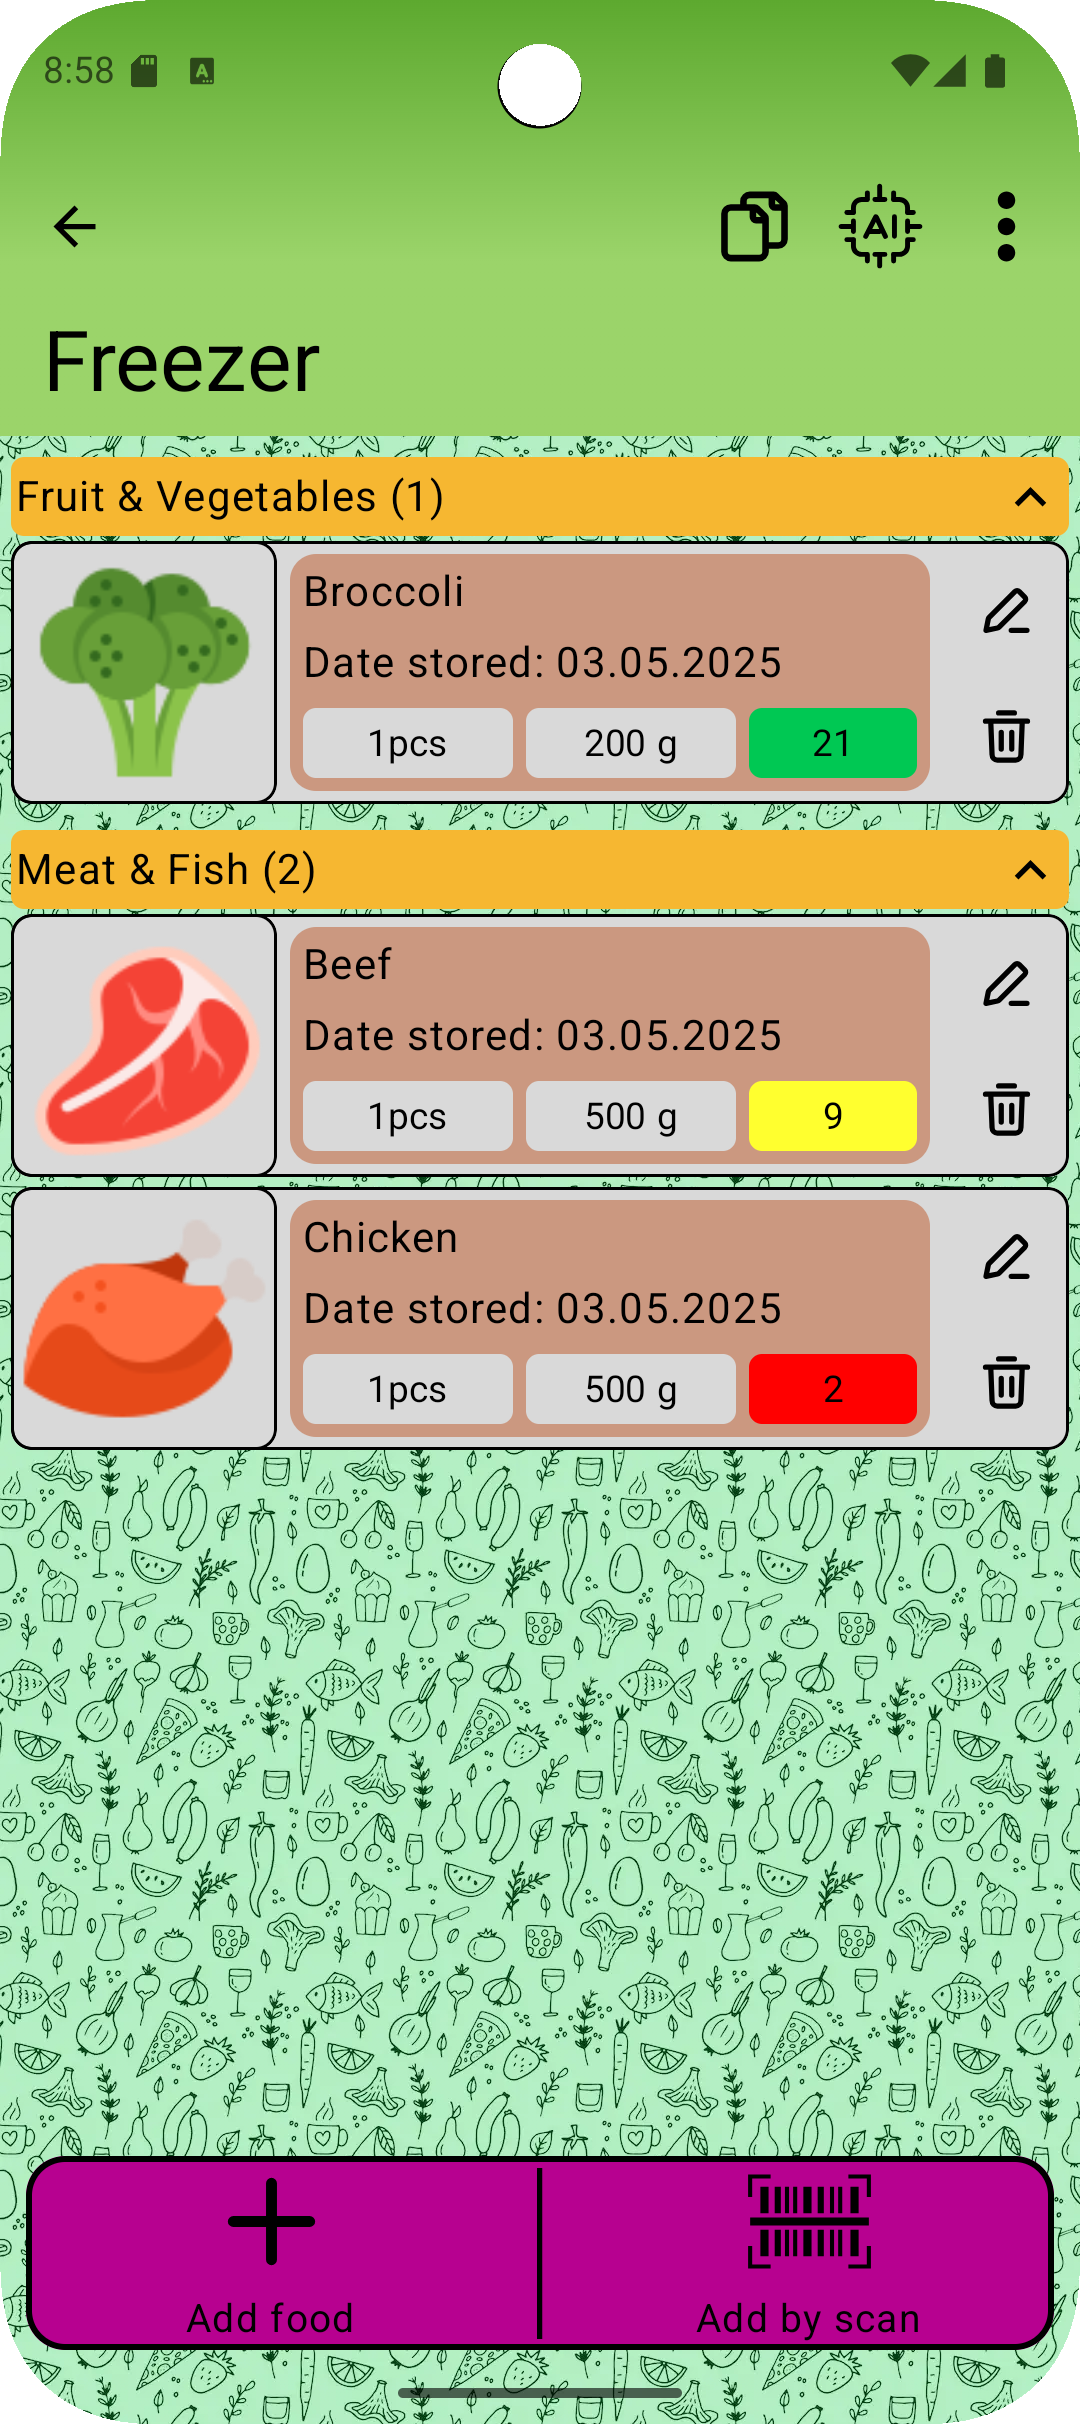 8:58
AI
Freezer
Fruit & Vegetables (1)
Broccoli
Date stored: 03.05.2025
1pcs 200 g 21
Meat & Fish (2)
Beef
Date stored: 03.05.2025
1pcs 500 g 9
Chicken
Date stored: 03.05.2025
1pcs 500 g 2
Add food Add by scan